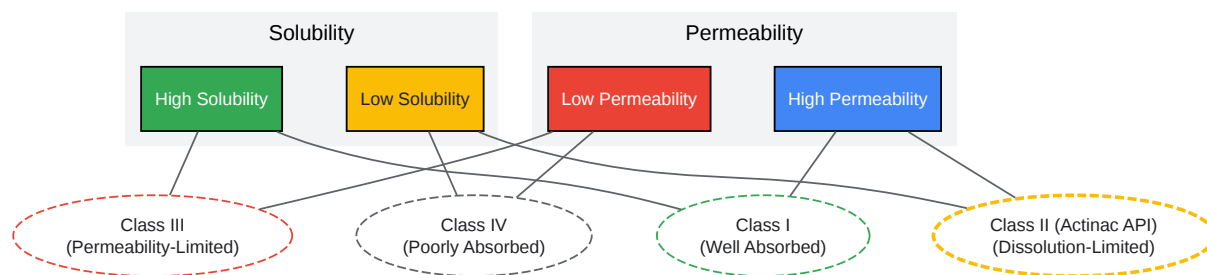 Solubility
Permeability
High Solubility
Low Solubility
Low Permeability
High Permeability
Class III
(Permeability-Limited)
Class IV
(Poorly Absorbed)
Class I
(Well Absorbed)
Class II (Actinac API)
(Dissolution-Limited)